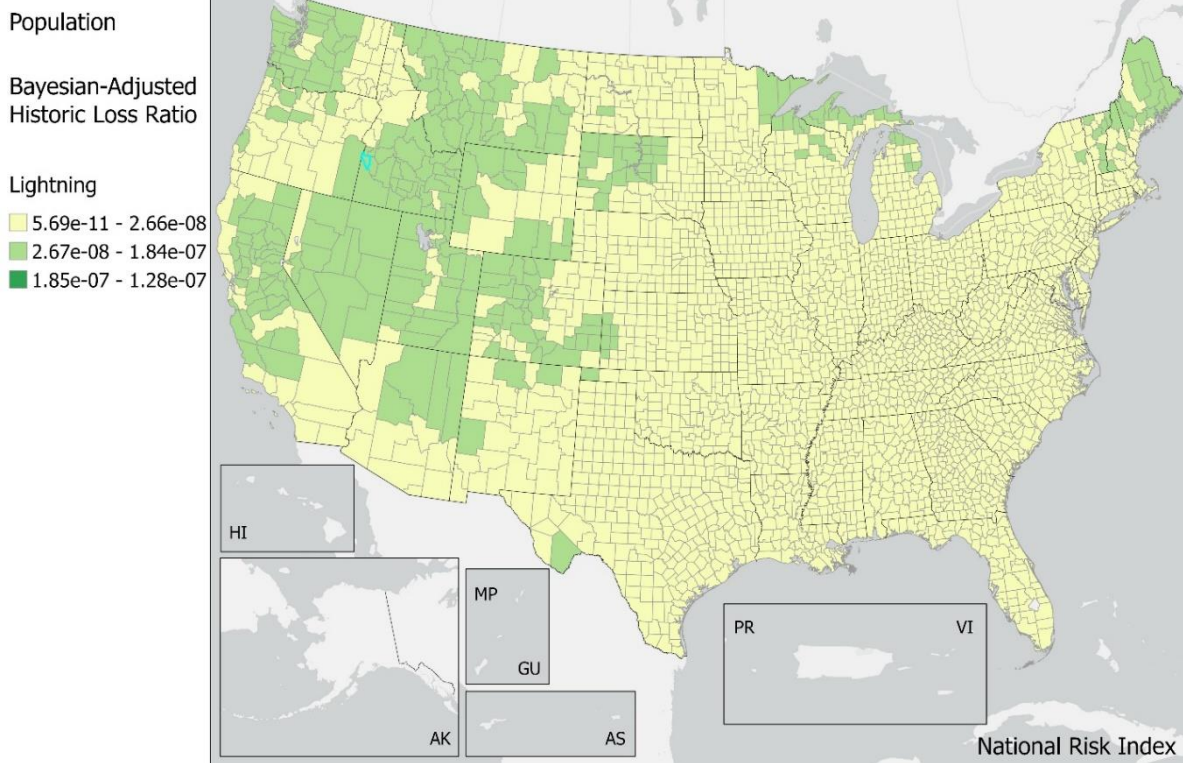 Population
Bayesian-Adjusted
Historic Loss Ratio
Lightning
5.69e-11 - 2.66e-08
2.67e-08 - 1.84e-07
1.85e-07 - 1.28e-07
HI
AK
MP
GU
AS
PR
VI
National Risk Index